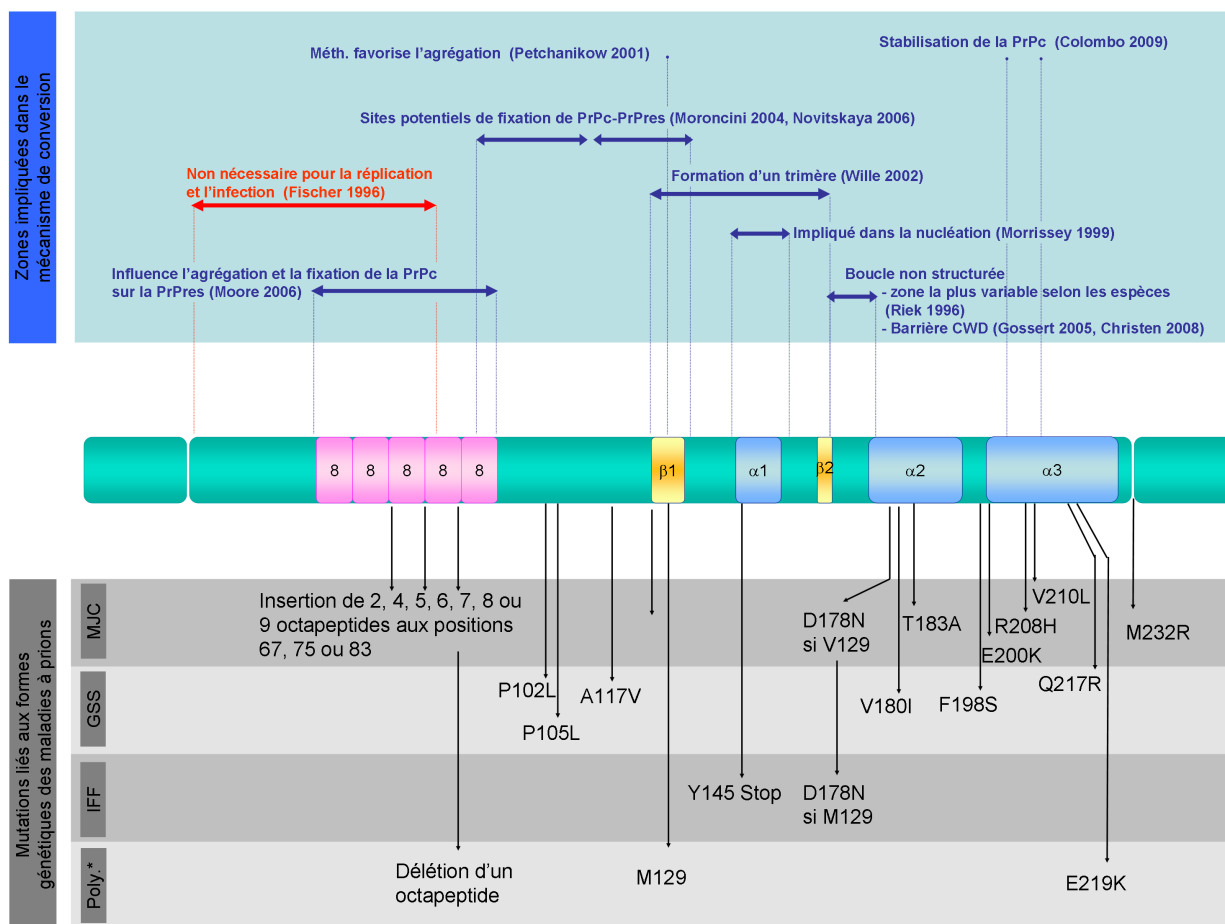 Zones impliquées dans le
mécanisme de conversion
Méth. favorise l'agrégation (Petchanikow 2001)
Stabilisation de la PrPc (Colombo 2009)
Sites potentiels de fixation de PrPc-PrPres (Moroncini 2004, Novitskaya 2006)
Non nécessaire pour la réplication
et l'infection (Fischer 1996)
Formation d'un trimère (Wille 2002)
Impliqué dans la nucléation (Morrissey 1999)
Influence l'agrégation et la fixation de la PrPc
sur la PrPres (Moore 2006)
Boucle non structurée
- zone la plus variable selon les espèces
(Riek 1996)
- Barrière CWD (Gossert 2005, Christen 2008)
8 8 8 8 8 β1 α1 β2 α2 α3
Mutations liés aux formes
génétiques des maladies à prions
MJC
Insertion de 2, 4, 5, 6, 7, 8 ou
9 octapeptides aux positions
67, 75 ou 83
D178N
si V129
T183A
V210L
R208H
E200K
M232R
GSS
P102L
P105L
A117V
V180I
F198S
Q217R
IFF
Y145 Stop
D178N
si M129
Poly.*
Délétion d'un
octapeptide
M129
E219K